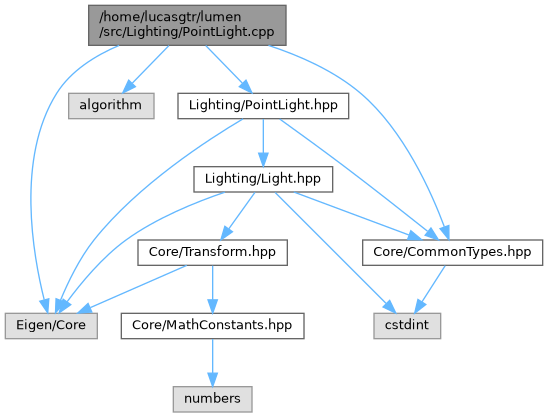 /home/lucasgtr/lumen
/src/Lighting/PointLight.cpp
algorithm
Lighting/PointLight.hpp
Lighting/Light.hpp
Core/Transform.hpp
Core/CommonTypes.hpp
Eigen/Core
Core/MathConstants.hpp
cstdint
numbers